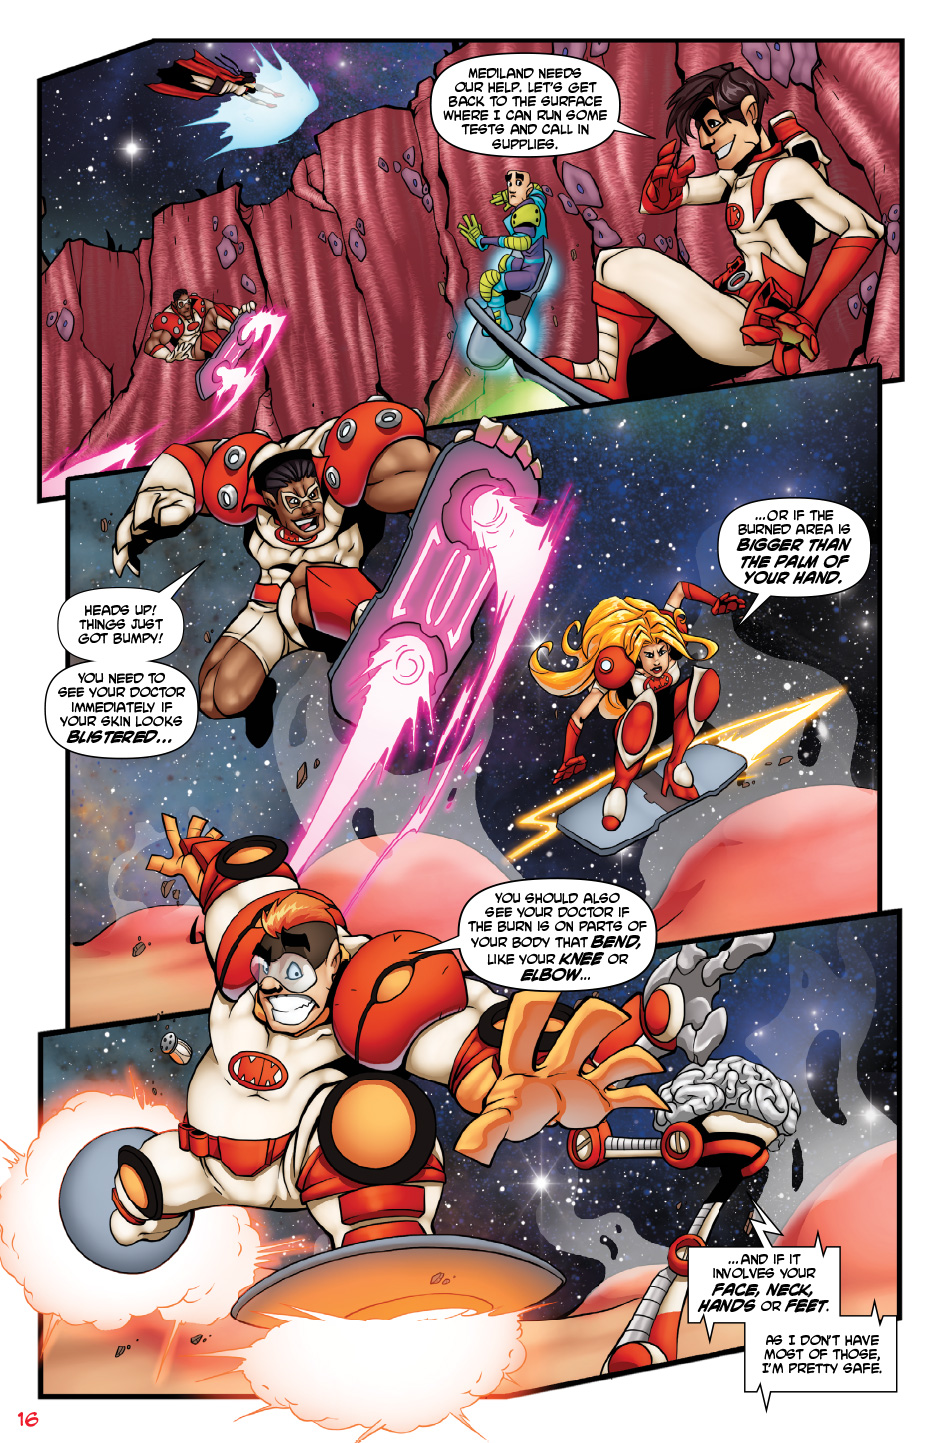 MEDILAND NEEDS
OUR HELP. LET'S GET
BACK TO THE SURFACE
WHERE I CAN RUN SOME
TESTS AND CALL IN
SUPPLIES.
HEADS UP!
THINGS JUST
GOT BUMPY!
YOU NEED TO
SEE YOUR DOCTOR
IMMEDIATELY IF
YOUR SKIN LOOKS
BLISTERED...
...OR IF THE
BURNED AREA IS
BIGGER THAN
THE PALM OF
YOUR HAND.
YOU SHOULD ALSO
SEE YOUR DOCTOR IF
THE BURN IS ON PARTS OF
YOUR BODY THAT BEND,
LIKE YOUR KNEE OR
ELBOW...
...AND IF IT
INVOLVES YOUR
FACE, NECK,
HANDS OR FEET.
AS I DON'T HAVE
MOST OF THOSE,
I'M PRETTY SAFE.
16